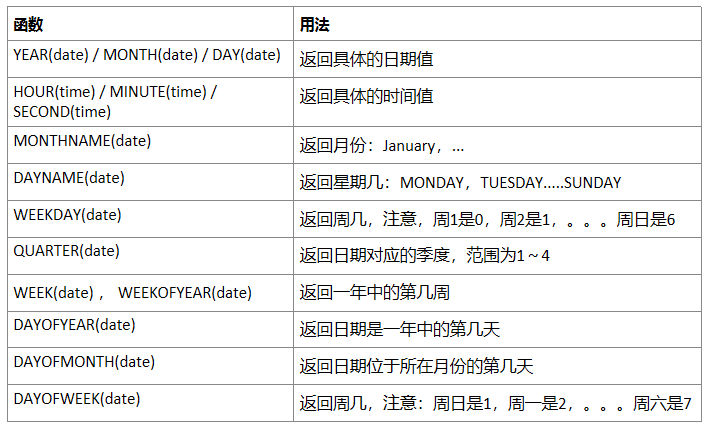 函数 用法
YEAR(date) / MONTH(date) / DAY(date) 返回具体的日期值
HOUR(time) / MINUTE(time) / 返回具体的时间值
SECOND(time)
MONTHNAME(date) 返回月份：January，...
DAYNAME(date) 返回星期几：MONDAY，TUESDAY.....SUNDAY
WEEKDAY(date) 返回周几，注意，周1是0，周2是1，。。。周日是6
QUARTER(date) 返回日期对应的季度，范围为1～4
WEEK(date) ， WEEKOFYEAR(date) 返回一年中的第几周
DAYOFYEAR(date) 返回日期是一年中的第几天
DAYOFMONTH(date) 返回日期位于所在月份的第几天
DAYOFWEEK(date) 返回周几，注意：周日是1，周一是2，。。。周六是7